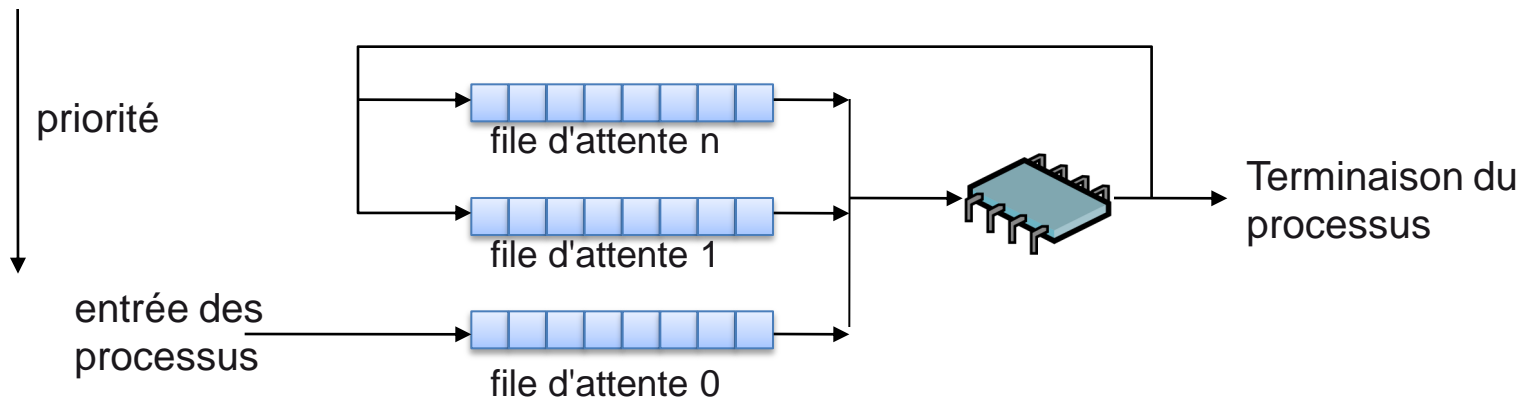 priorité
file d'attente n
file d'attente 1
Terminaison du
processus
entrée des
processus
file d'attente 0